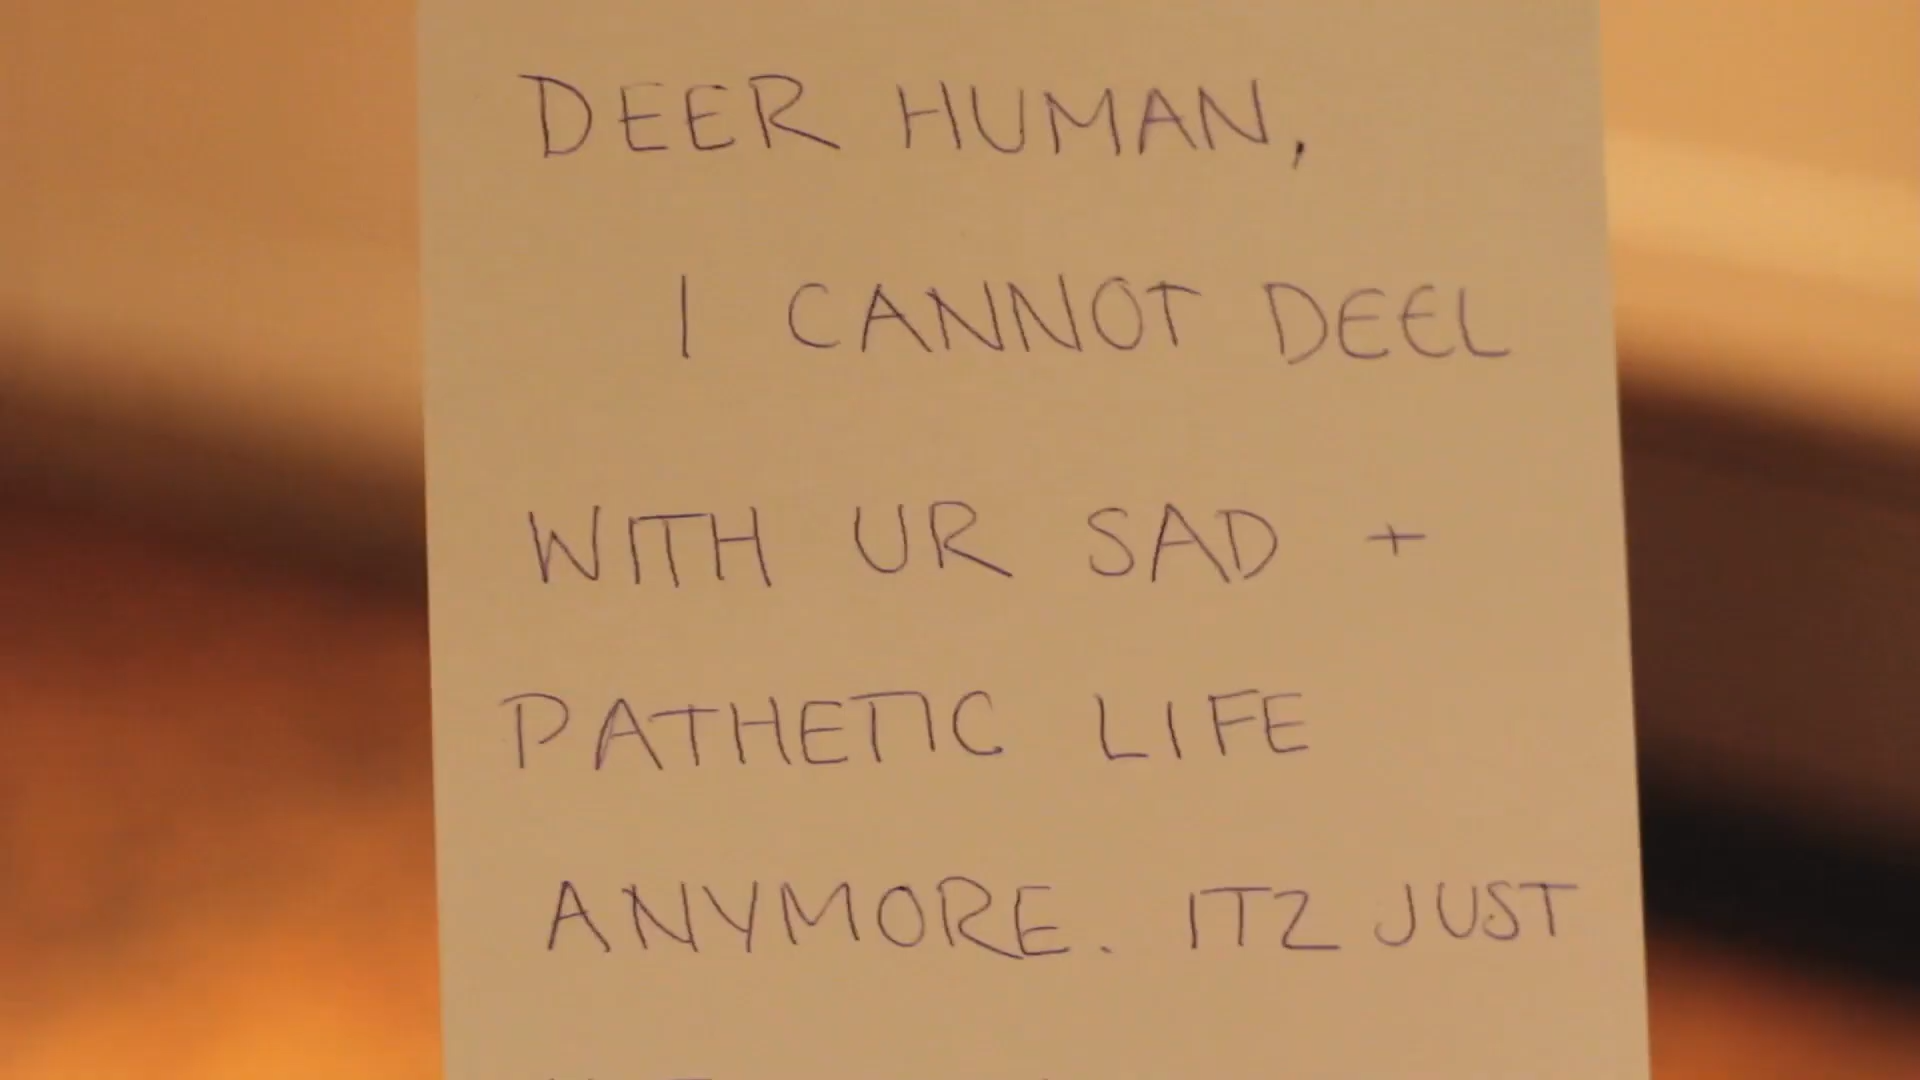 DEER HUMAN,
I CANNOT DEEL
WITH UR SAD +
PATHETIC LIFE
ANYMORE. ITZ JUST